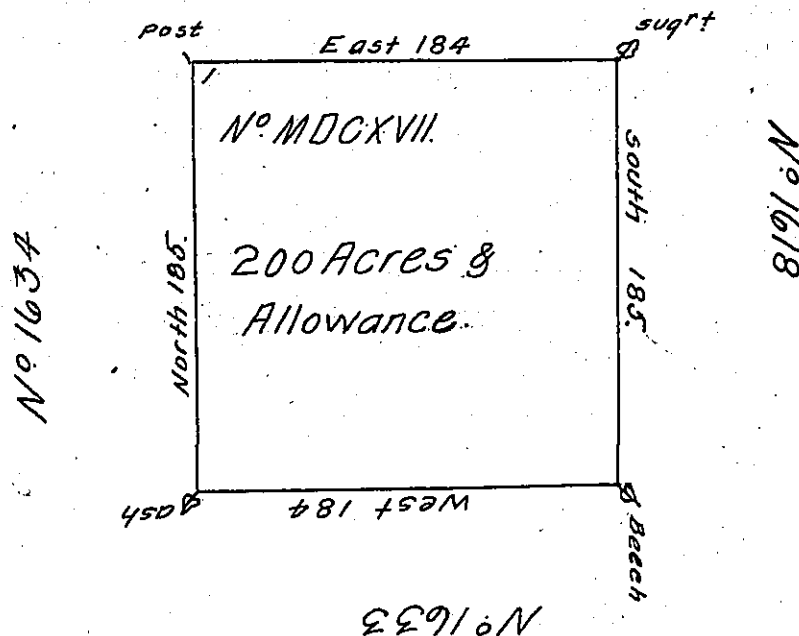 Post
East 184
sugrt
1
Nº MDCXVII.
South 185.
Nº 1618
200 Acres &
Allowance.
North 185.
Nº 1634
ash
West 184
Beech
Nº 1633